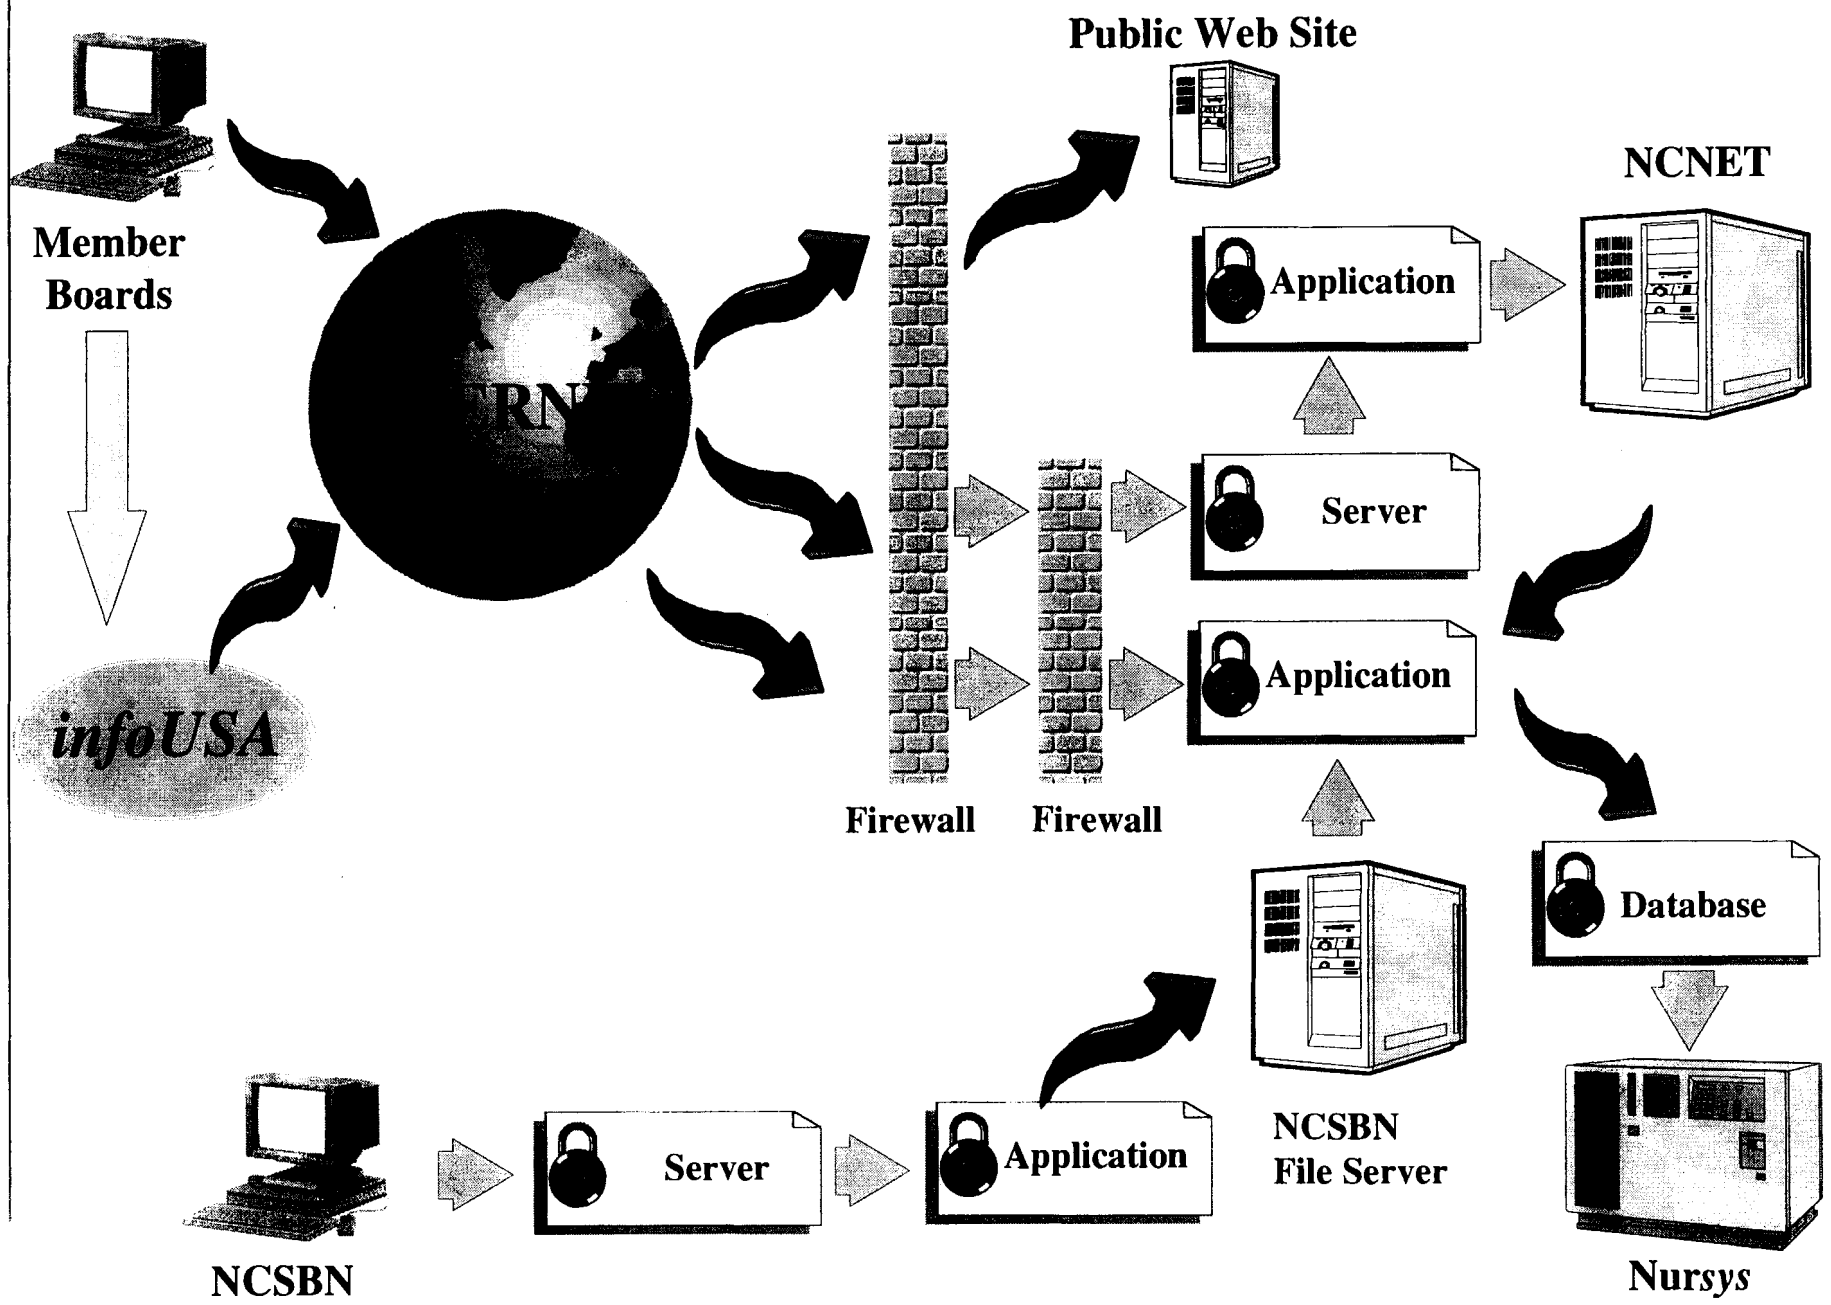 Public Web Site
NCNET
Member
Boards
Application
Server
Application
infoUSA
Firewall
Firewall
Database
NCSBN
File Server
Server
Application
NCSBN
Nursys